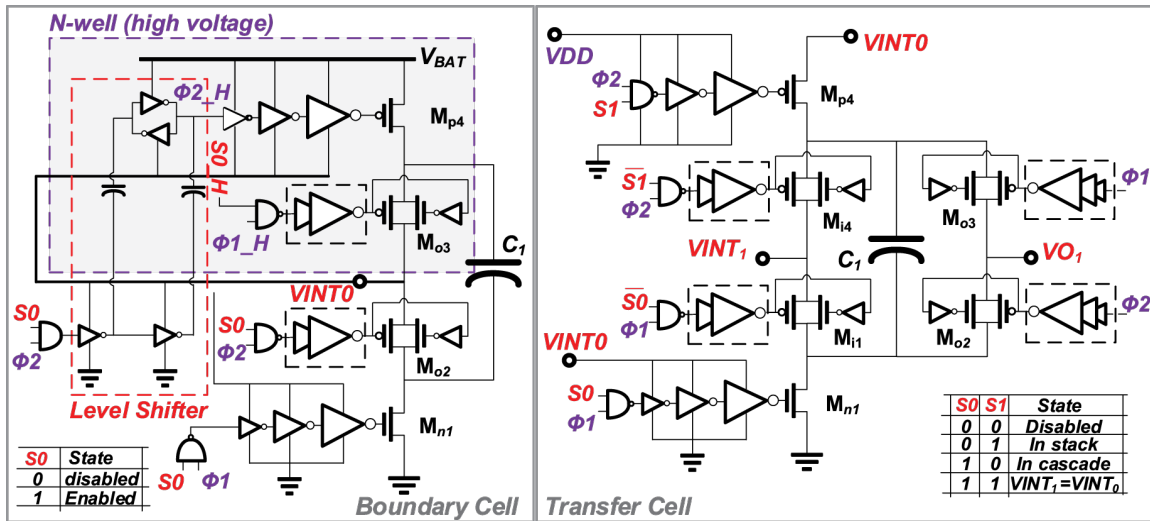 N-well (high voltage)
VBAT
Φ2_H
Mp4
S0_H
Φ1_H
Mo3
C1
VINT0
S0
Φ2
S0
Φ2
Mo2
Level Shifter
Mn1
S0 Φ1
S0 State
0 disabled
1 Enabled
Boundary Cell
VDD
VINT0
Φ2
S1
Mp4
S1
Φ2
Mi4
Mo3
Φ1
VINT1
C1
VO1
S0
Φ1
Mi1
Mo2
Φ2
VINT0
S0
Φ1
Mn1
S0 S1 State
0 0 Disabled
0 1 In stack
1 0 In cascade
1 1 VINT1=VINT0
Transfer Cell